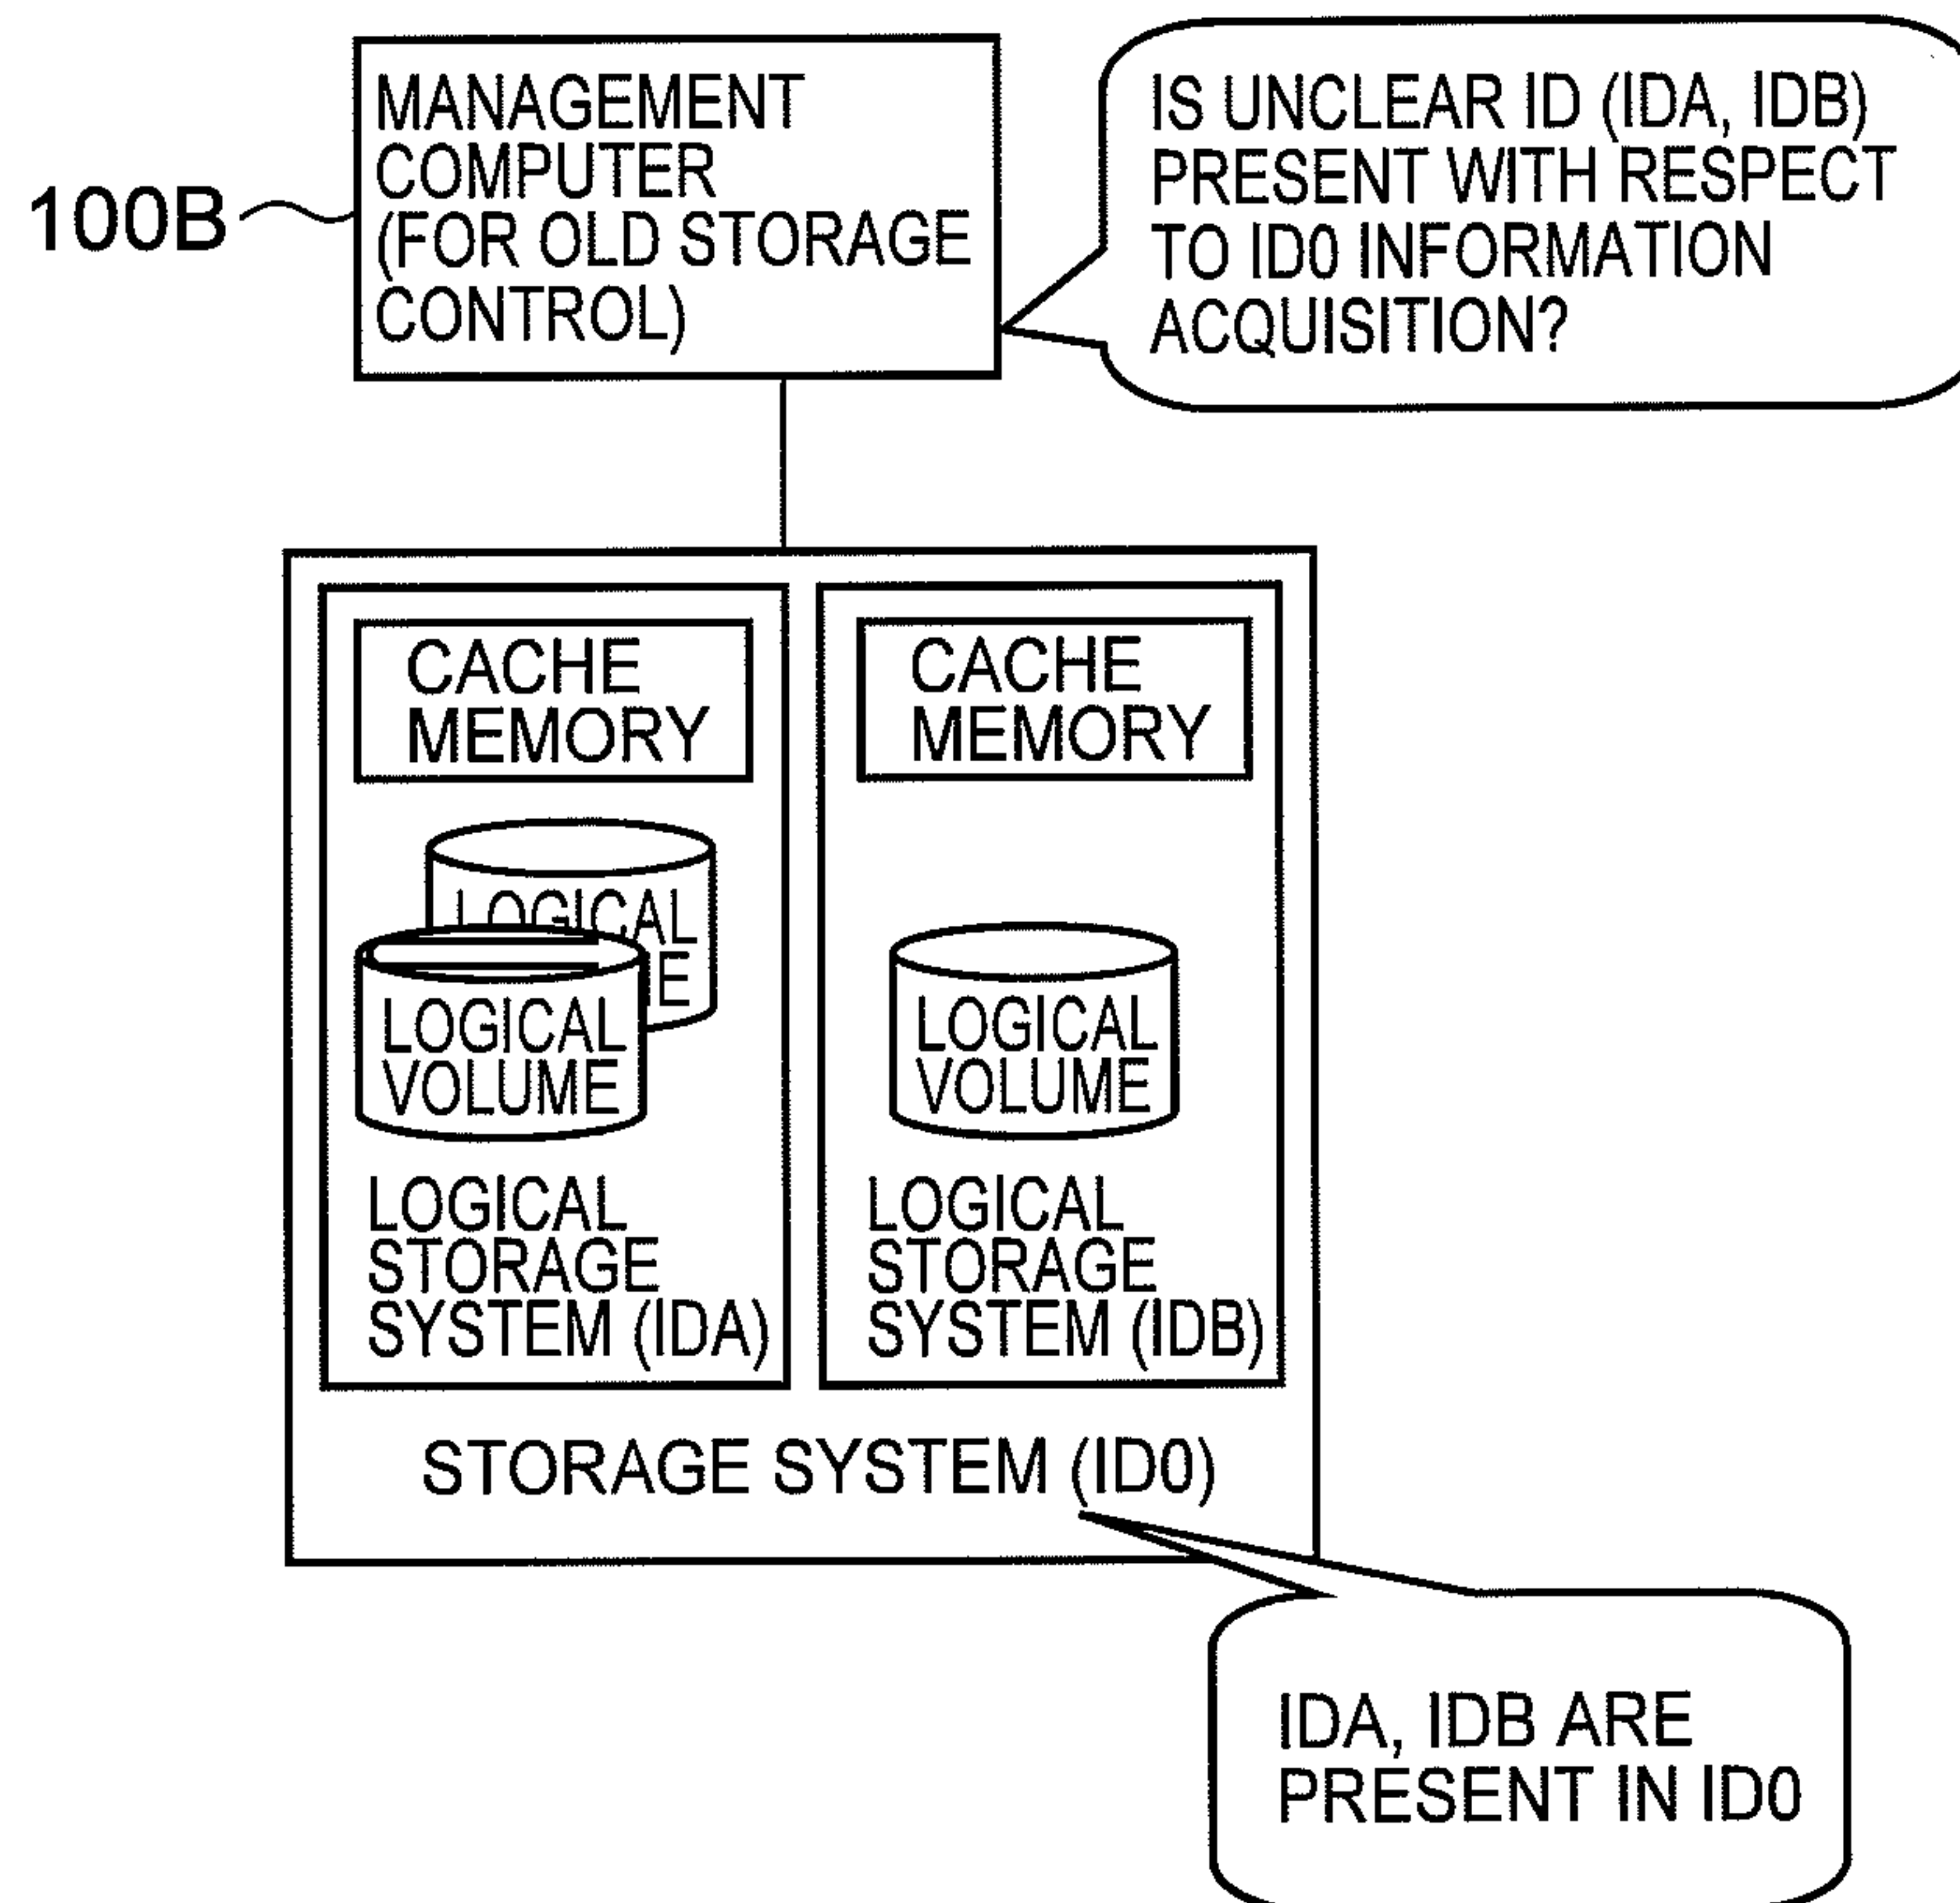 MANAGEMENT
COMPUTER
(FOR OLD STORAGE
CONTROL)
100B
IS UNCLEAR ID (IDA, IDB)
PRESENT WITH RESPECT
TO ID0 INFORMATION
ACQUISITION?
CACHE
MEMORY
LOGICAL
E
LOGICAL
VOLUME
LOGICAL
STORAGE
SYSTEM (IDA)
CACHE
MEMORY
LOGICAL
VOLUME
LOGICAL
STORAGE
SYSTEM (IDB)
STORAGE SYSTEM (ID0)
IDA, IDB ARE
PRESENT IN ID0